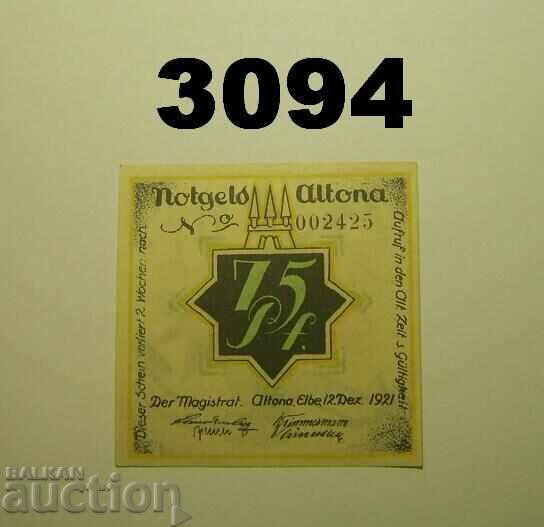 3094
Notgeld Altona
No 002425
75
Pf.
Dieser Schein verliert 2 Wochen nach
Aufruf in den Alt. Zeit. s. Gültigkeit
Der Magistrat. Altona, Elbe, 12. Dez. 1921
BALKAN
auction